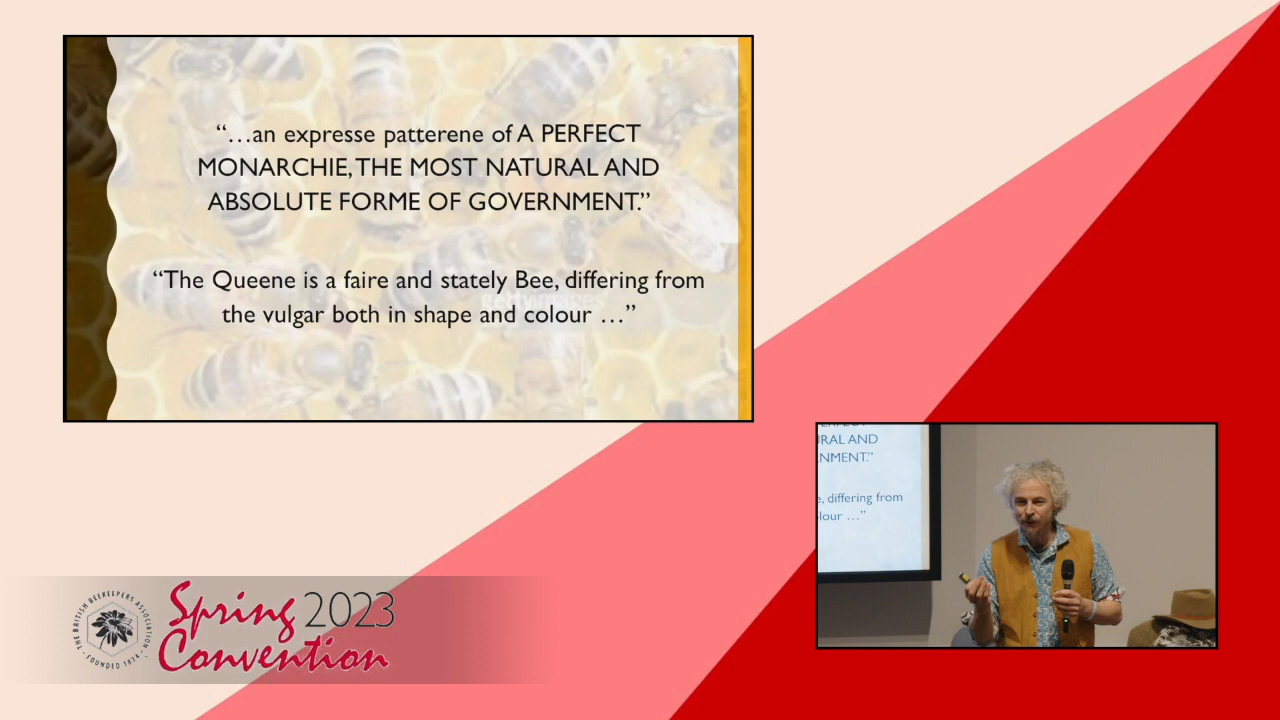 “…an expresse patterene of A PERFECT
MONARCHIE, THE MOST NATURAL AND
ABSOLUTE FORME OF GOVERNMENT.”
“The Queene is a faire and stately Bee, differing from
the vulgar both in shape and colour …”
gettyimages
URAL AND
NMENT.”
e, differing from
lour …”
THE BRITISH BEEKEEPERS ASSOCIATION
FOUNDED 1874
Spring 2023
Convention